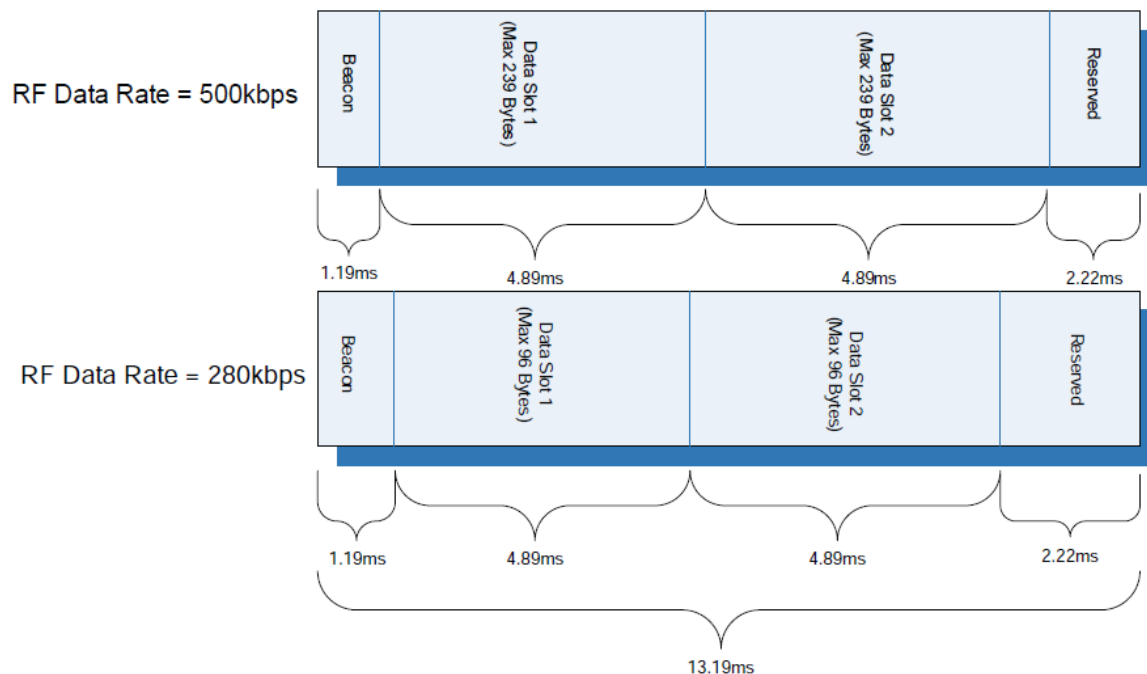 RF Data Rate = 500kbps
Beacon
Data Slot 1
(Max 239 Bytes)
Data Slot 2
(Max 239 Bytes)
Reserved
1.19ms
4.89ms
4.89ms
2.22ms
RF Data Rate = 280kbps
Beacon
Data Slot 1
(Max 96 Bytes)
Data Slot 2
(Max 96 Bytes)
Reserved
1.19ms
4.89ms
4.89ms
2.22ms
13.19ms